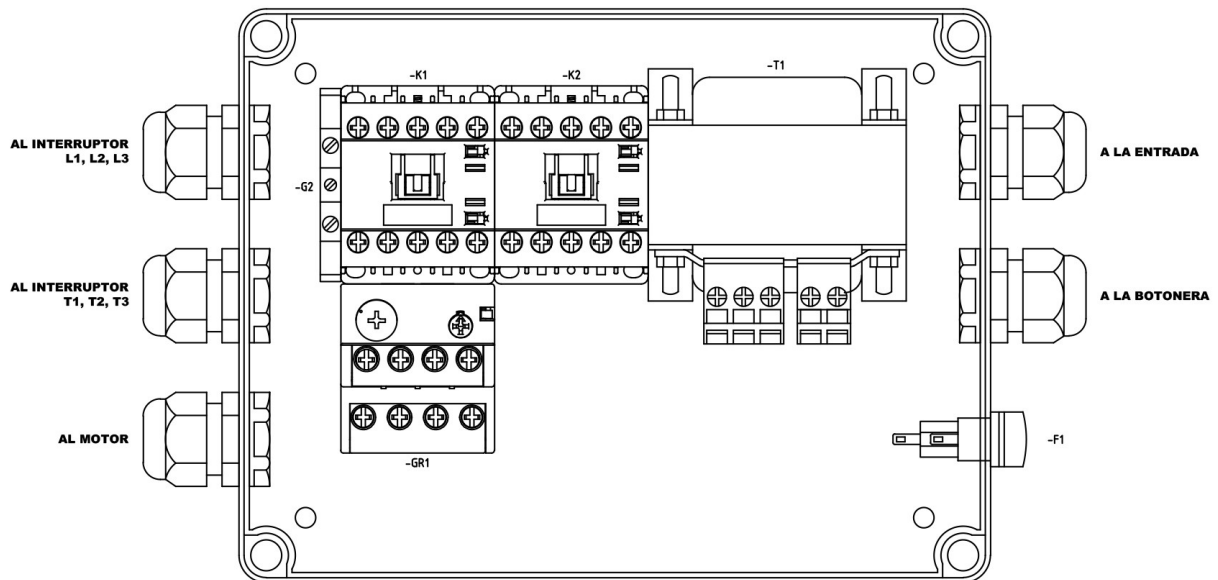 -K1
-K2
-T1
AL INTERRUPTOR
L1, L2, L3
A LA ENTRADA
-G2
AL INTERRUPTOR
T1, T2, T3
A LA BOTONERA
AL MOTOR
-F1
-GR1